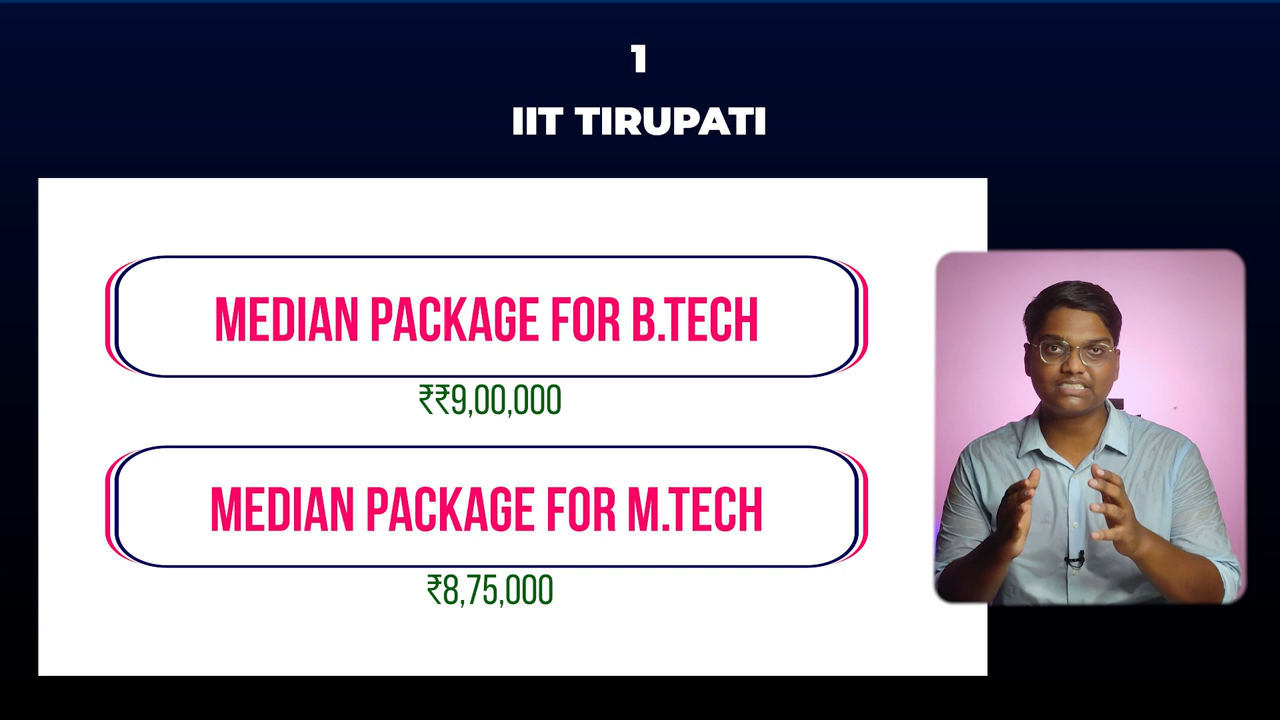 1
IIT TIRUPATI
MEDIAN PACKAGE FOR B.TECH
₹₹9,00,000
MEDIAN PACKAGE FOR M.TECH
₹8,75,000